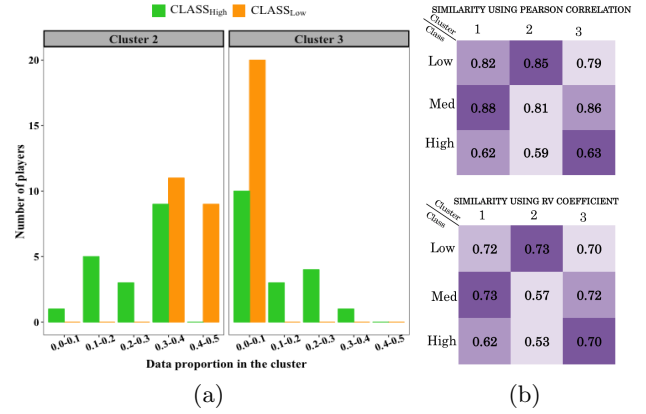 CLASSHigh CLASSLow
Cluster 2 Cluster 3
Number of players
20
15
10
5
0
0.0-0.1 0.1-0.2 0.2-0.3 0.3-0.4 0.4-0.5 0.0-0.1 0.1-0.2 0.2-0.3 0.3-0.4 0.4-0.5
Data proportion in the cluster
(a)
SIMILARITY USING PEARSON CORRELATION
Cluster
Class
1 2 3
Low 0.82 0.85 0.79
Med 0.88 0.81 0.86
High 0.62 0.59 0.63
SIMILARITY USING RV COEFFICIENT
Cluster
Class
1 2 3
Low 0.72 0.73 0.70
Med 0.73 0.57 0.72
High 0.62 0.53 0.70
(b)